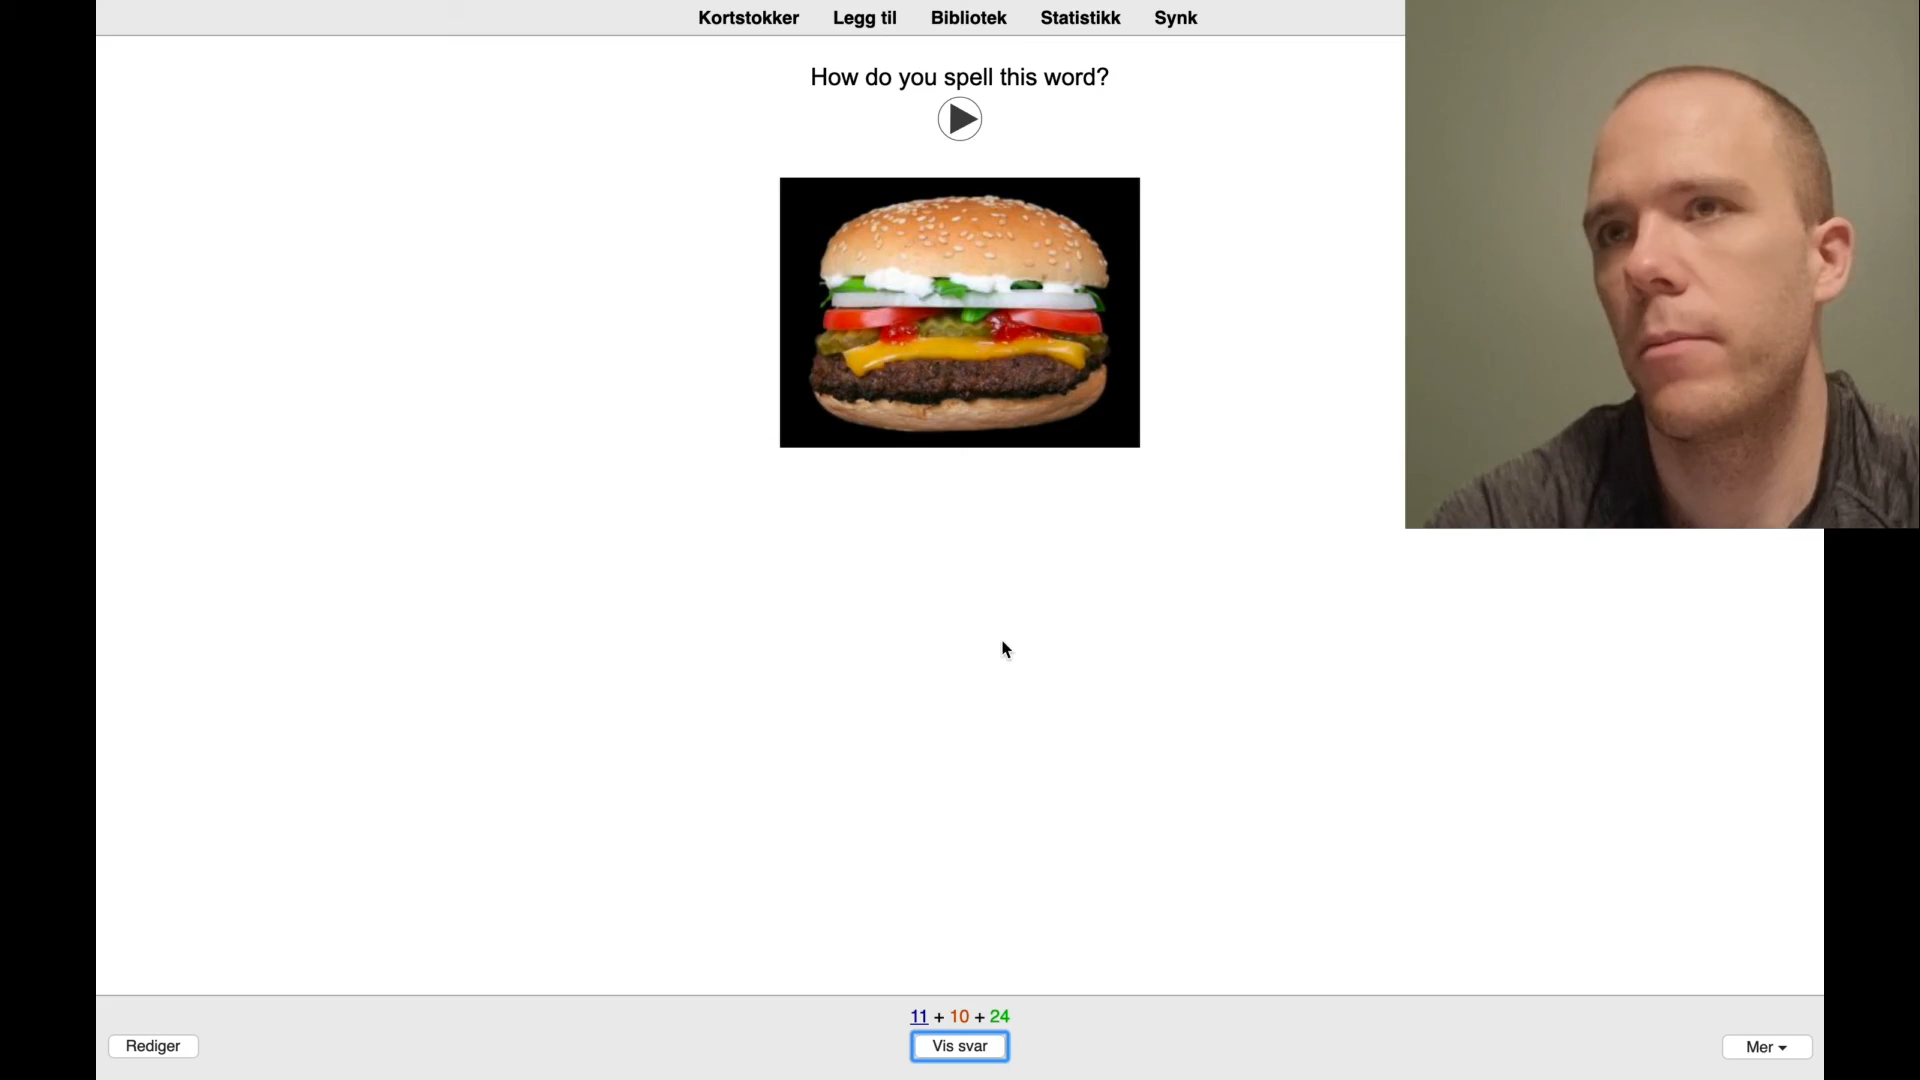 Kortstokker Legg til Bibliotek Statistikk Synk
How do you spell this word?
11 + 10 + 24
Rediger Vis svar Mer